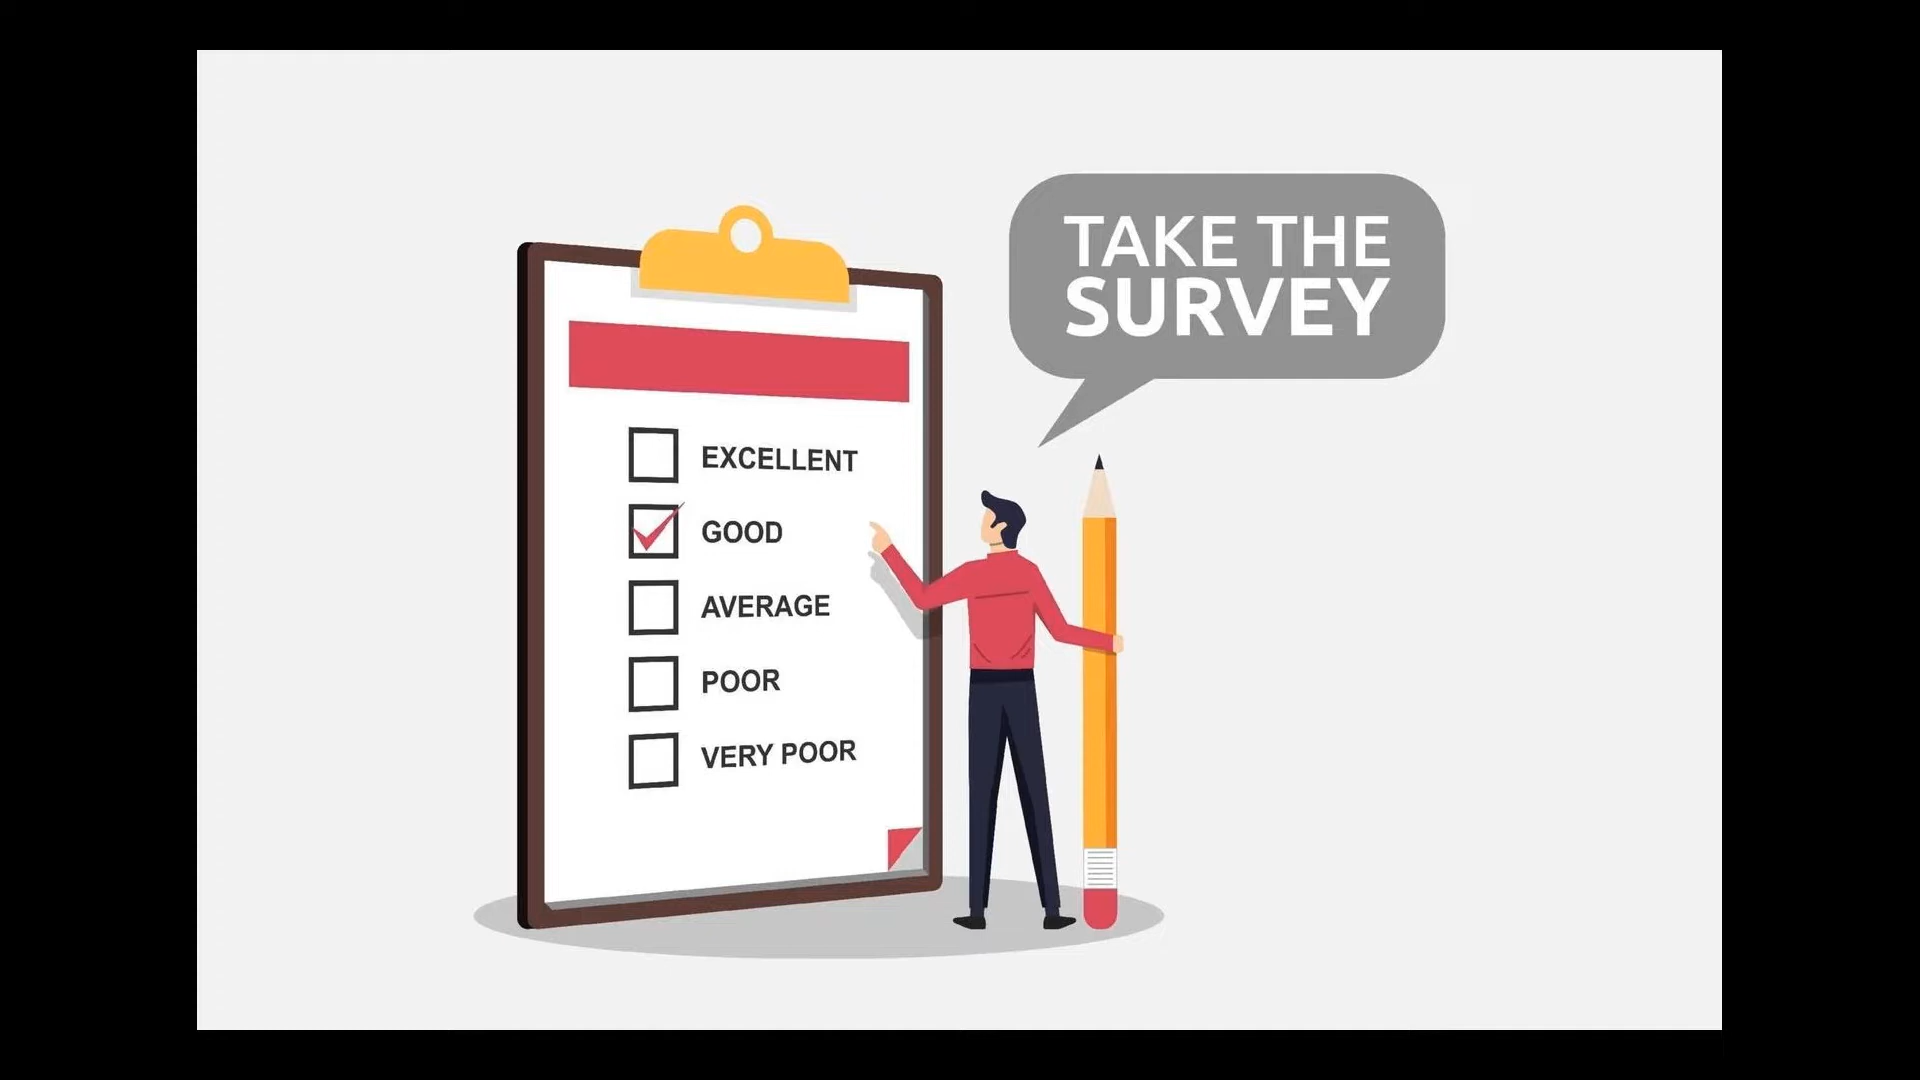 TAKE THE
SURVEY
EXCELLENT
GOOD
AVERAGE
POOR
VERY POOR